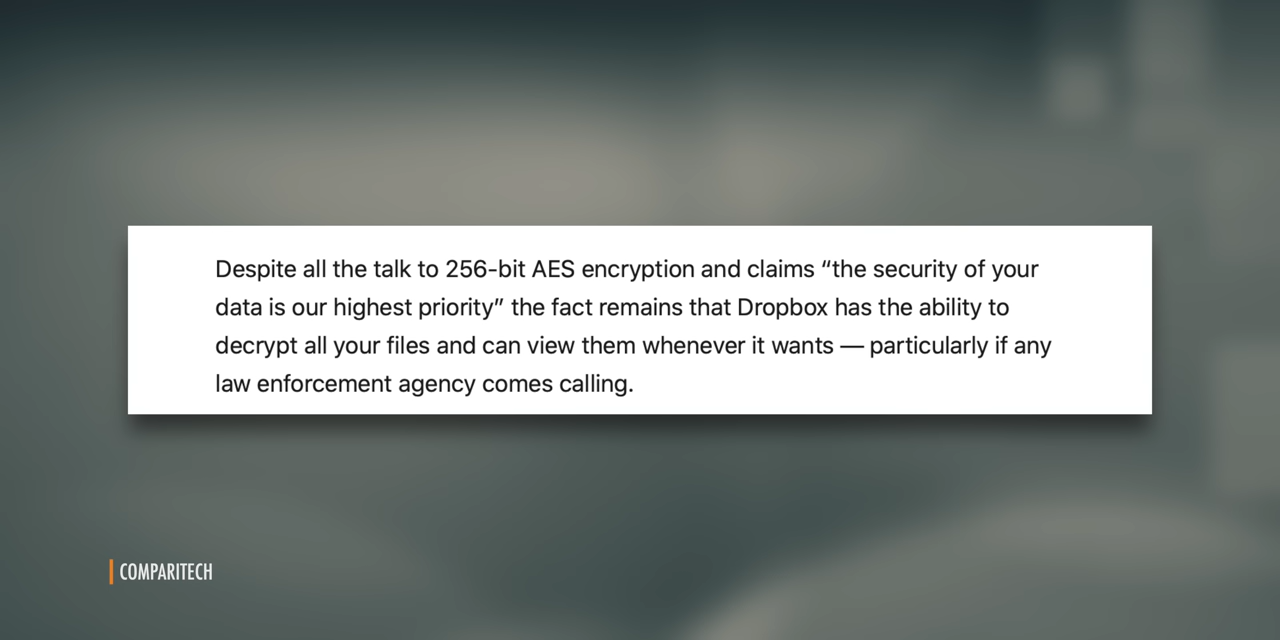 Despite all the talk to 256-bit AES encryption and claims “the security of your
data is our highest priority” the fact remains that Dropbox has the ability to
decrypt all your files and can view them whenever it wants — particularly if any
law enforcement agency comes calling.
COMPARITECH